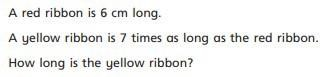 A red ribbon is 6 cm long.
A yellow ribbon is 7 times as long as the red ribbon.
How long is the yellow ribbon?